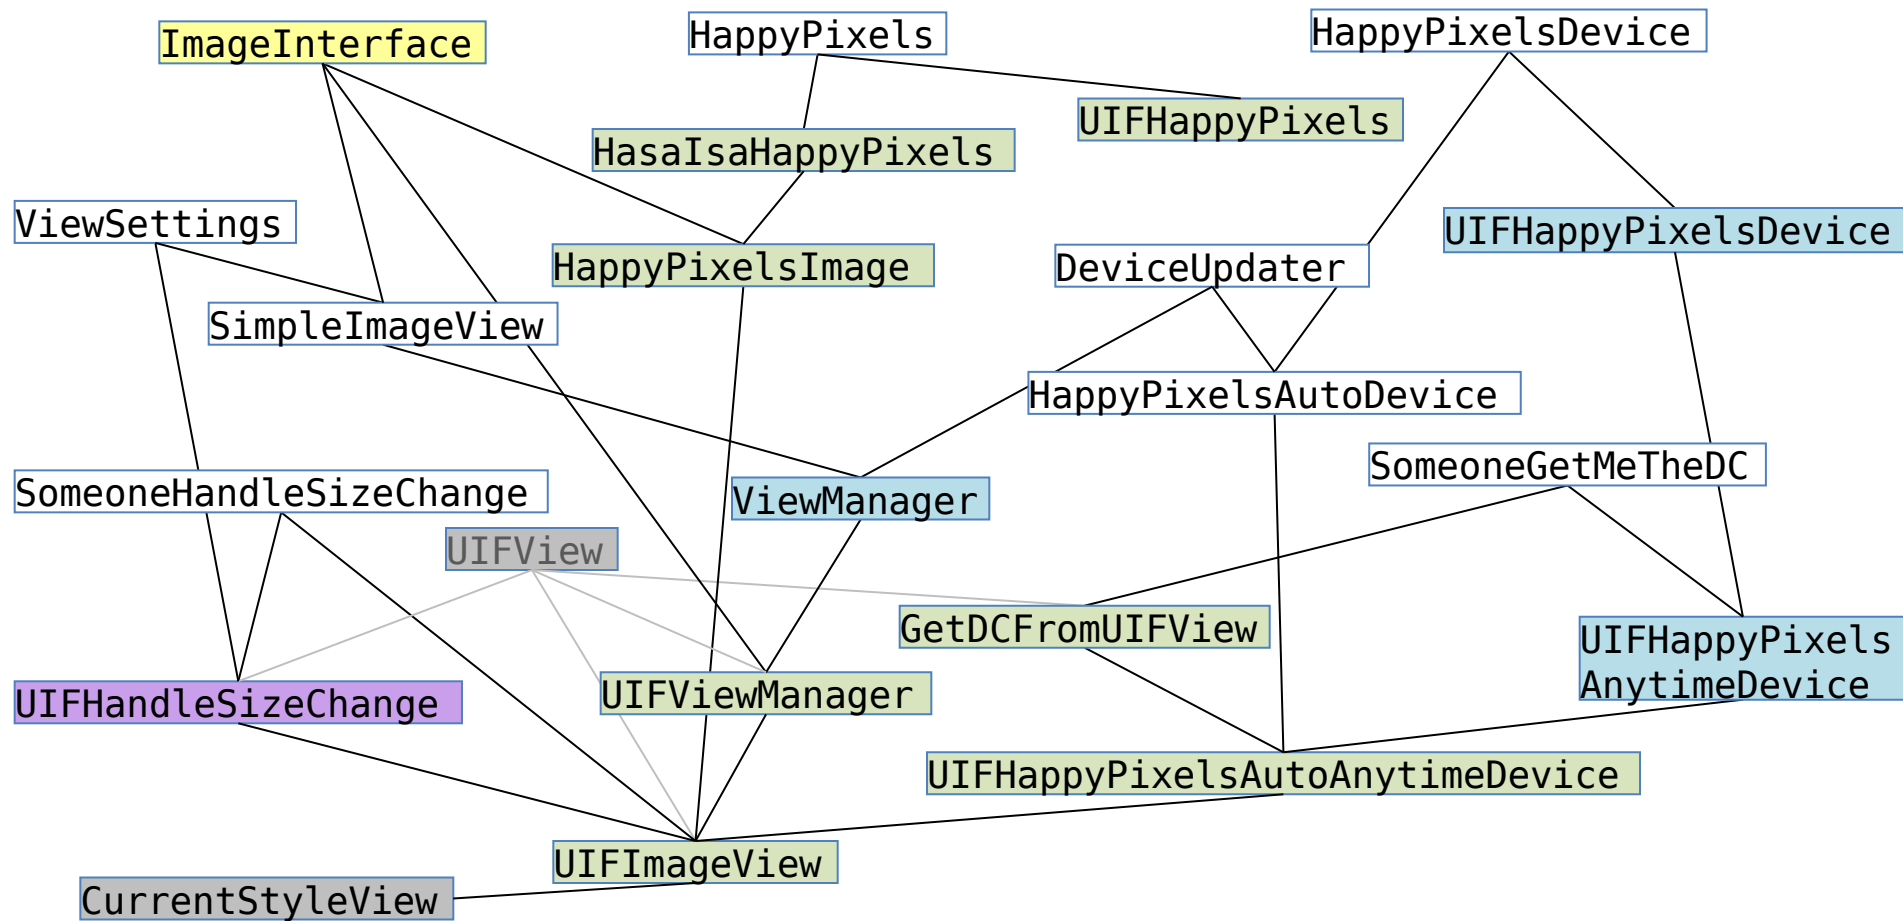 ImageInterface
HappyPixels
HappyPixelsDevice
UIFHappyPixels
HasaIsaHappyPixels
ViewSettings
UIFHappyPixelsDevice
HappyPixelsImage
DeviceUpdater
SimpleImageView
HappyPixelsAutoDevice
SomeoneGetMeTheDC
SomeoneHandleSizeChange
ViewManager
UIFView
GetDCFromUIFView
UIFHappyPixels
AnytimeDevice
UIFViewManager
UIFHandleSizeChange
UIFHappyPixelsAutoAnytimeDevice
UIFImageView
CurrentStyleView